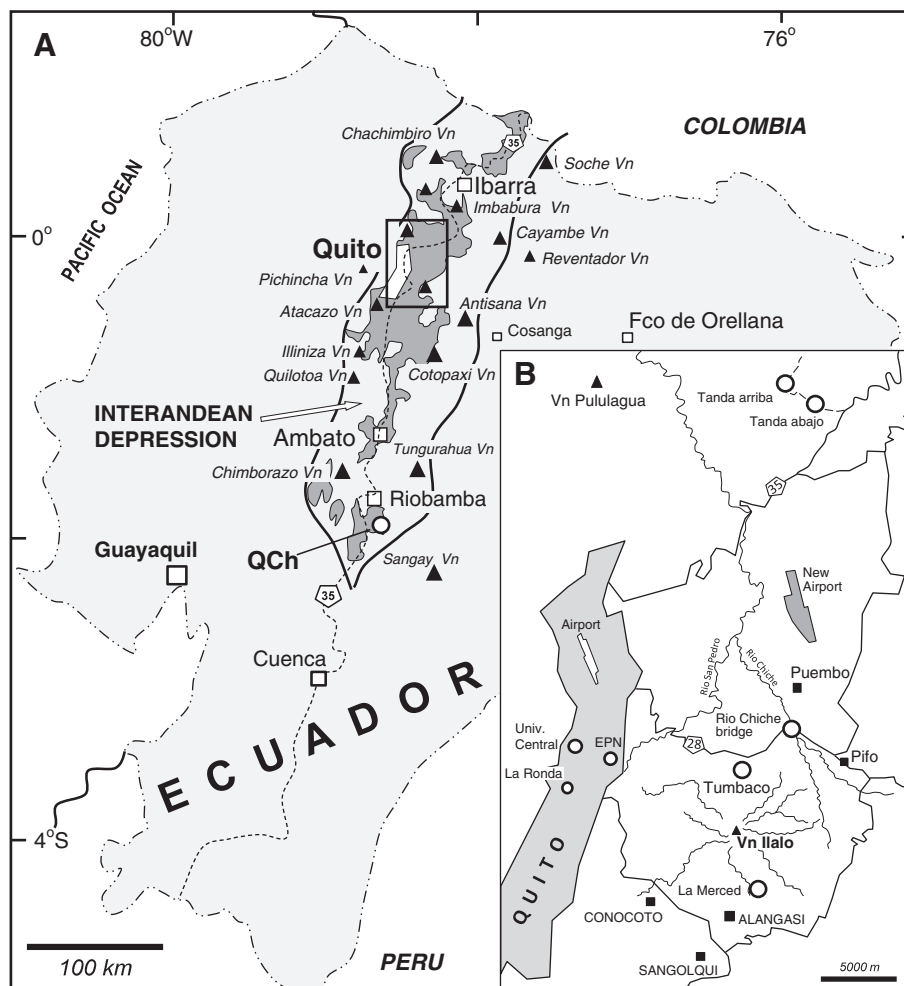 A
80°W
76°
COLOMBIA
PACIFIC OCEAN
Chachimbiro Vn
35
Soche Vn
Ibarra
Imbabura Vn
0°
Quito
Cayambe Vn
Reventador Vn
Pichincha Vn
Atacazo Vn
Antisana Vn
Cosanga
Fco de Orellana
Illiniza Vn
Quilotoa Vn
Cotopaxi Vn
INTERANDEAN
DEPRESSION
Ambato
Tungurahua Vn
Chimborazo Vn
Riobamba
Guayaquil
QCh
Sangay Vn
35
Cuenca
ECUADOR
4°S
100 km
PERU
B
Vn Pululagua
Tanda arriba
Tanda abajo
35
New
Airport
Airport
Rio San Pedro
Rio Chiche
Puembo
Univ.
Central
EPN
28
Rio Chiche
bridge
Pifo
La Ronda
Tumbaco
Vn Ilalo
QUITO
La Merced
CONOCOTO
ALANGASI
SANGOLQUI
5000 m